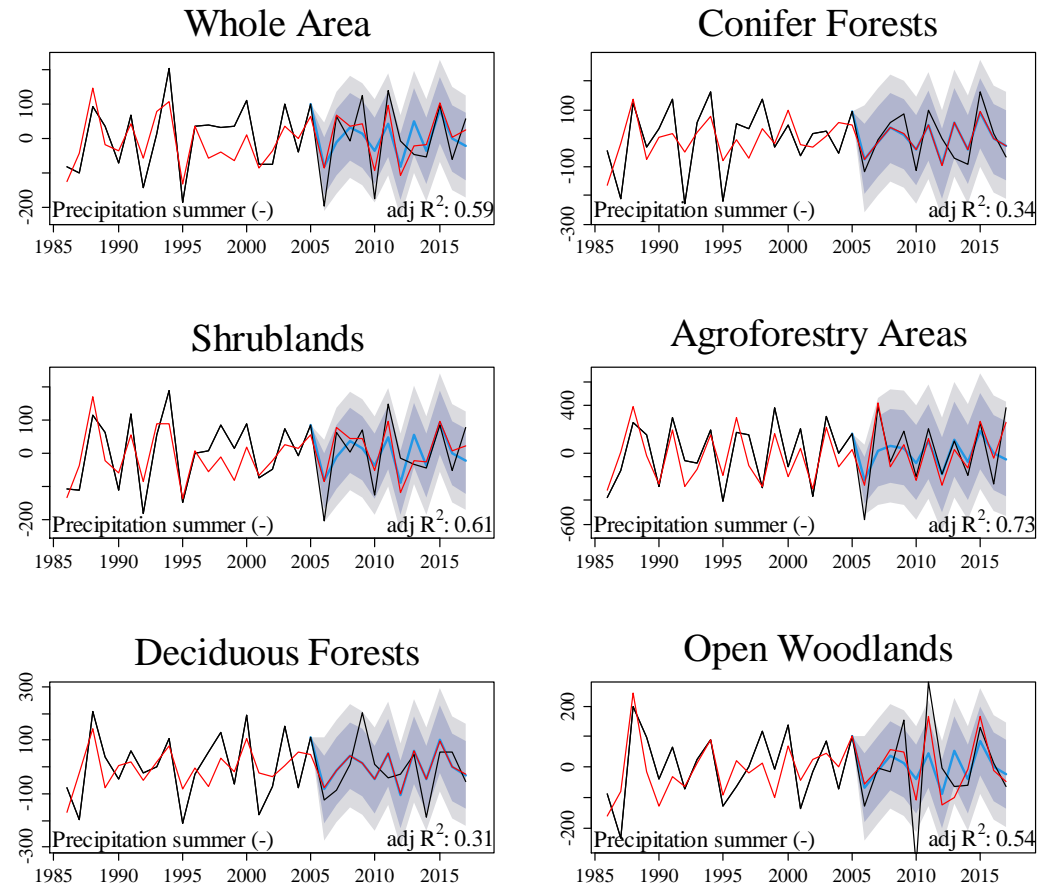 Whole Area
100
0
-200
Precipitation summer (-)
adj R²: 0.59
1985 1990 1995 2000 2005 2010 2015
Conifer Forests
100
-100
-300
Precipitation summer (-)
adj R²: 0.34
1985 1990 1995 2000 2005 2010 2015
Shrublands
100
0
-200
Precipitation summer (-)
adj R²: 0.61
1985 1990 1995 2000 2005 2010 2015
Agroforestry Areas
400
0
-600
Precipitation summer (-)
adj R²: 0.73
1985 1990 1995 2000 2005 2010 2015
Deciduous Forests
300
100
-100
-300
Precipitation summer (-)
adj R²: 0.31
1985 1990 1995 2000 2005 2010 2015
Open Woodlands
200
0
-200
Precipitation summer (-)
adj R²: 0.54
1985 1990 1995 2000 2005 2010 2015